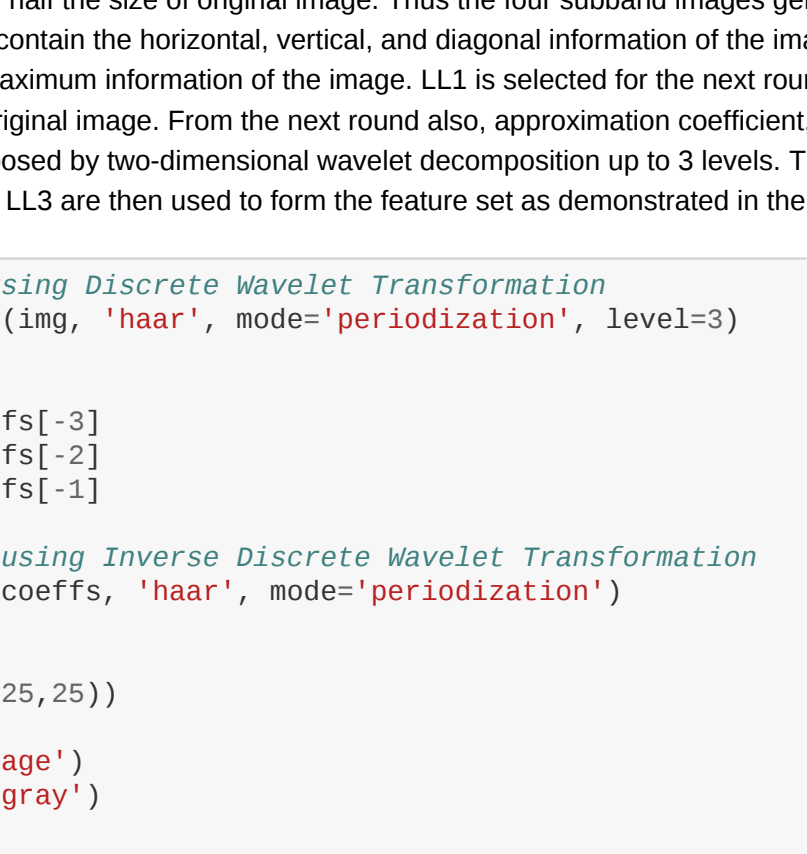 half the size of original image. Thus the four subband images ge
contain the horizontal, vertical, and diagonal information of the ima
aximum information of the image. LL1 is selected for the next roun
riginal image. From the next round also, approximation coefficient,
posed by two-dimensional wavelet decomposition up to 3 levels. T
LL3 are then used to form the feature set as demonstrated in the
sing Discrete Wavelet Transformation
(img, 'haar', mode='periodization', level=3)
fs[-3]
fs[-2]
fs[-1]
using Inverse Discrete Wavelet Transformation
coeffs, 'haar', mode='periodization')
25,25))
age')
gray')